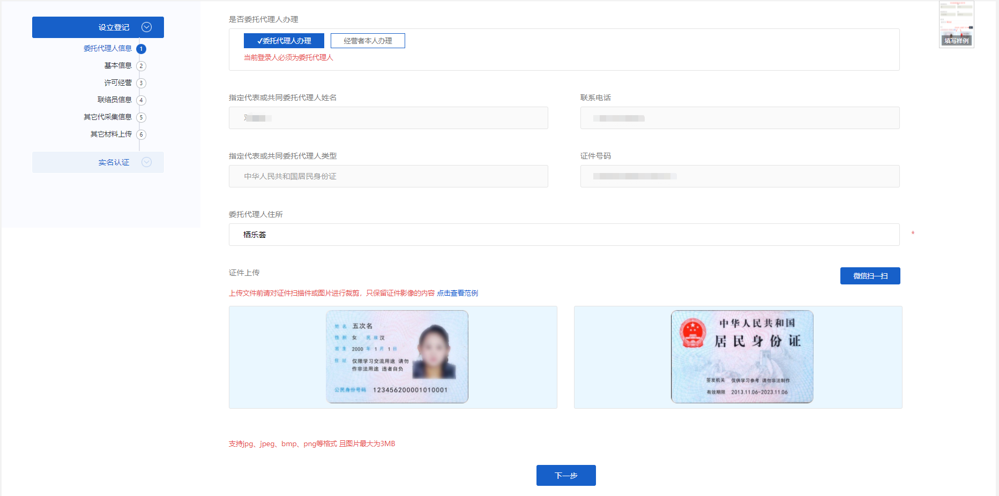 设立登记
委托代理人信息 1
基本信息 2
许可经营 3
联络员信息 4
其它代采集信息 5
其它材料上传 6
实名认证
是否委托代理人办理
✓委托代理人办理 经营者本人办理
当前登录人必须为委托代理人
填写样例
指定代表或共同委托代理人姓名 联系电话
指定代表或共同委托代理人类型 证件号码
中华人民共和国居民身份证
委托代理人住所
栖乐荟 *
证件上传 微信扫一扫
上传文件前请对证件扫描件或图片进行裁剪，只保留证件影像的内容 点击查看范例
姓名 五次名
性别 女 民族 汉
出生 2000 年 1 月 1 日
住址 仅限学习交流用途 请勿
作非法用途 违者自负
公民身份号码 123456200001010001
中华人民共和国
居民身份证
签发机关 仅供学习参考 请勿非法制作
有效期限 2013.11.06-2023.11.06
支持jpg、jpeg、bmp、png等格式 且图片最大为3MB
下一步